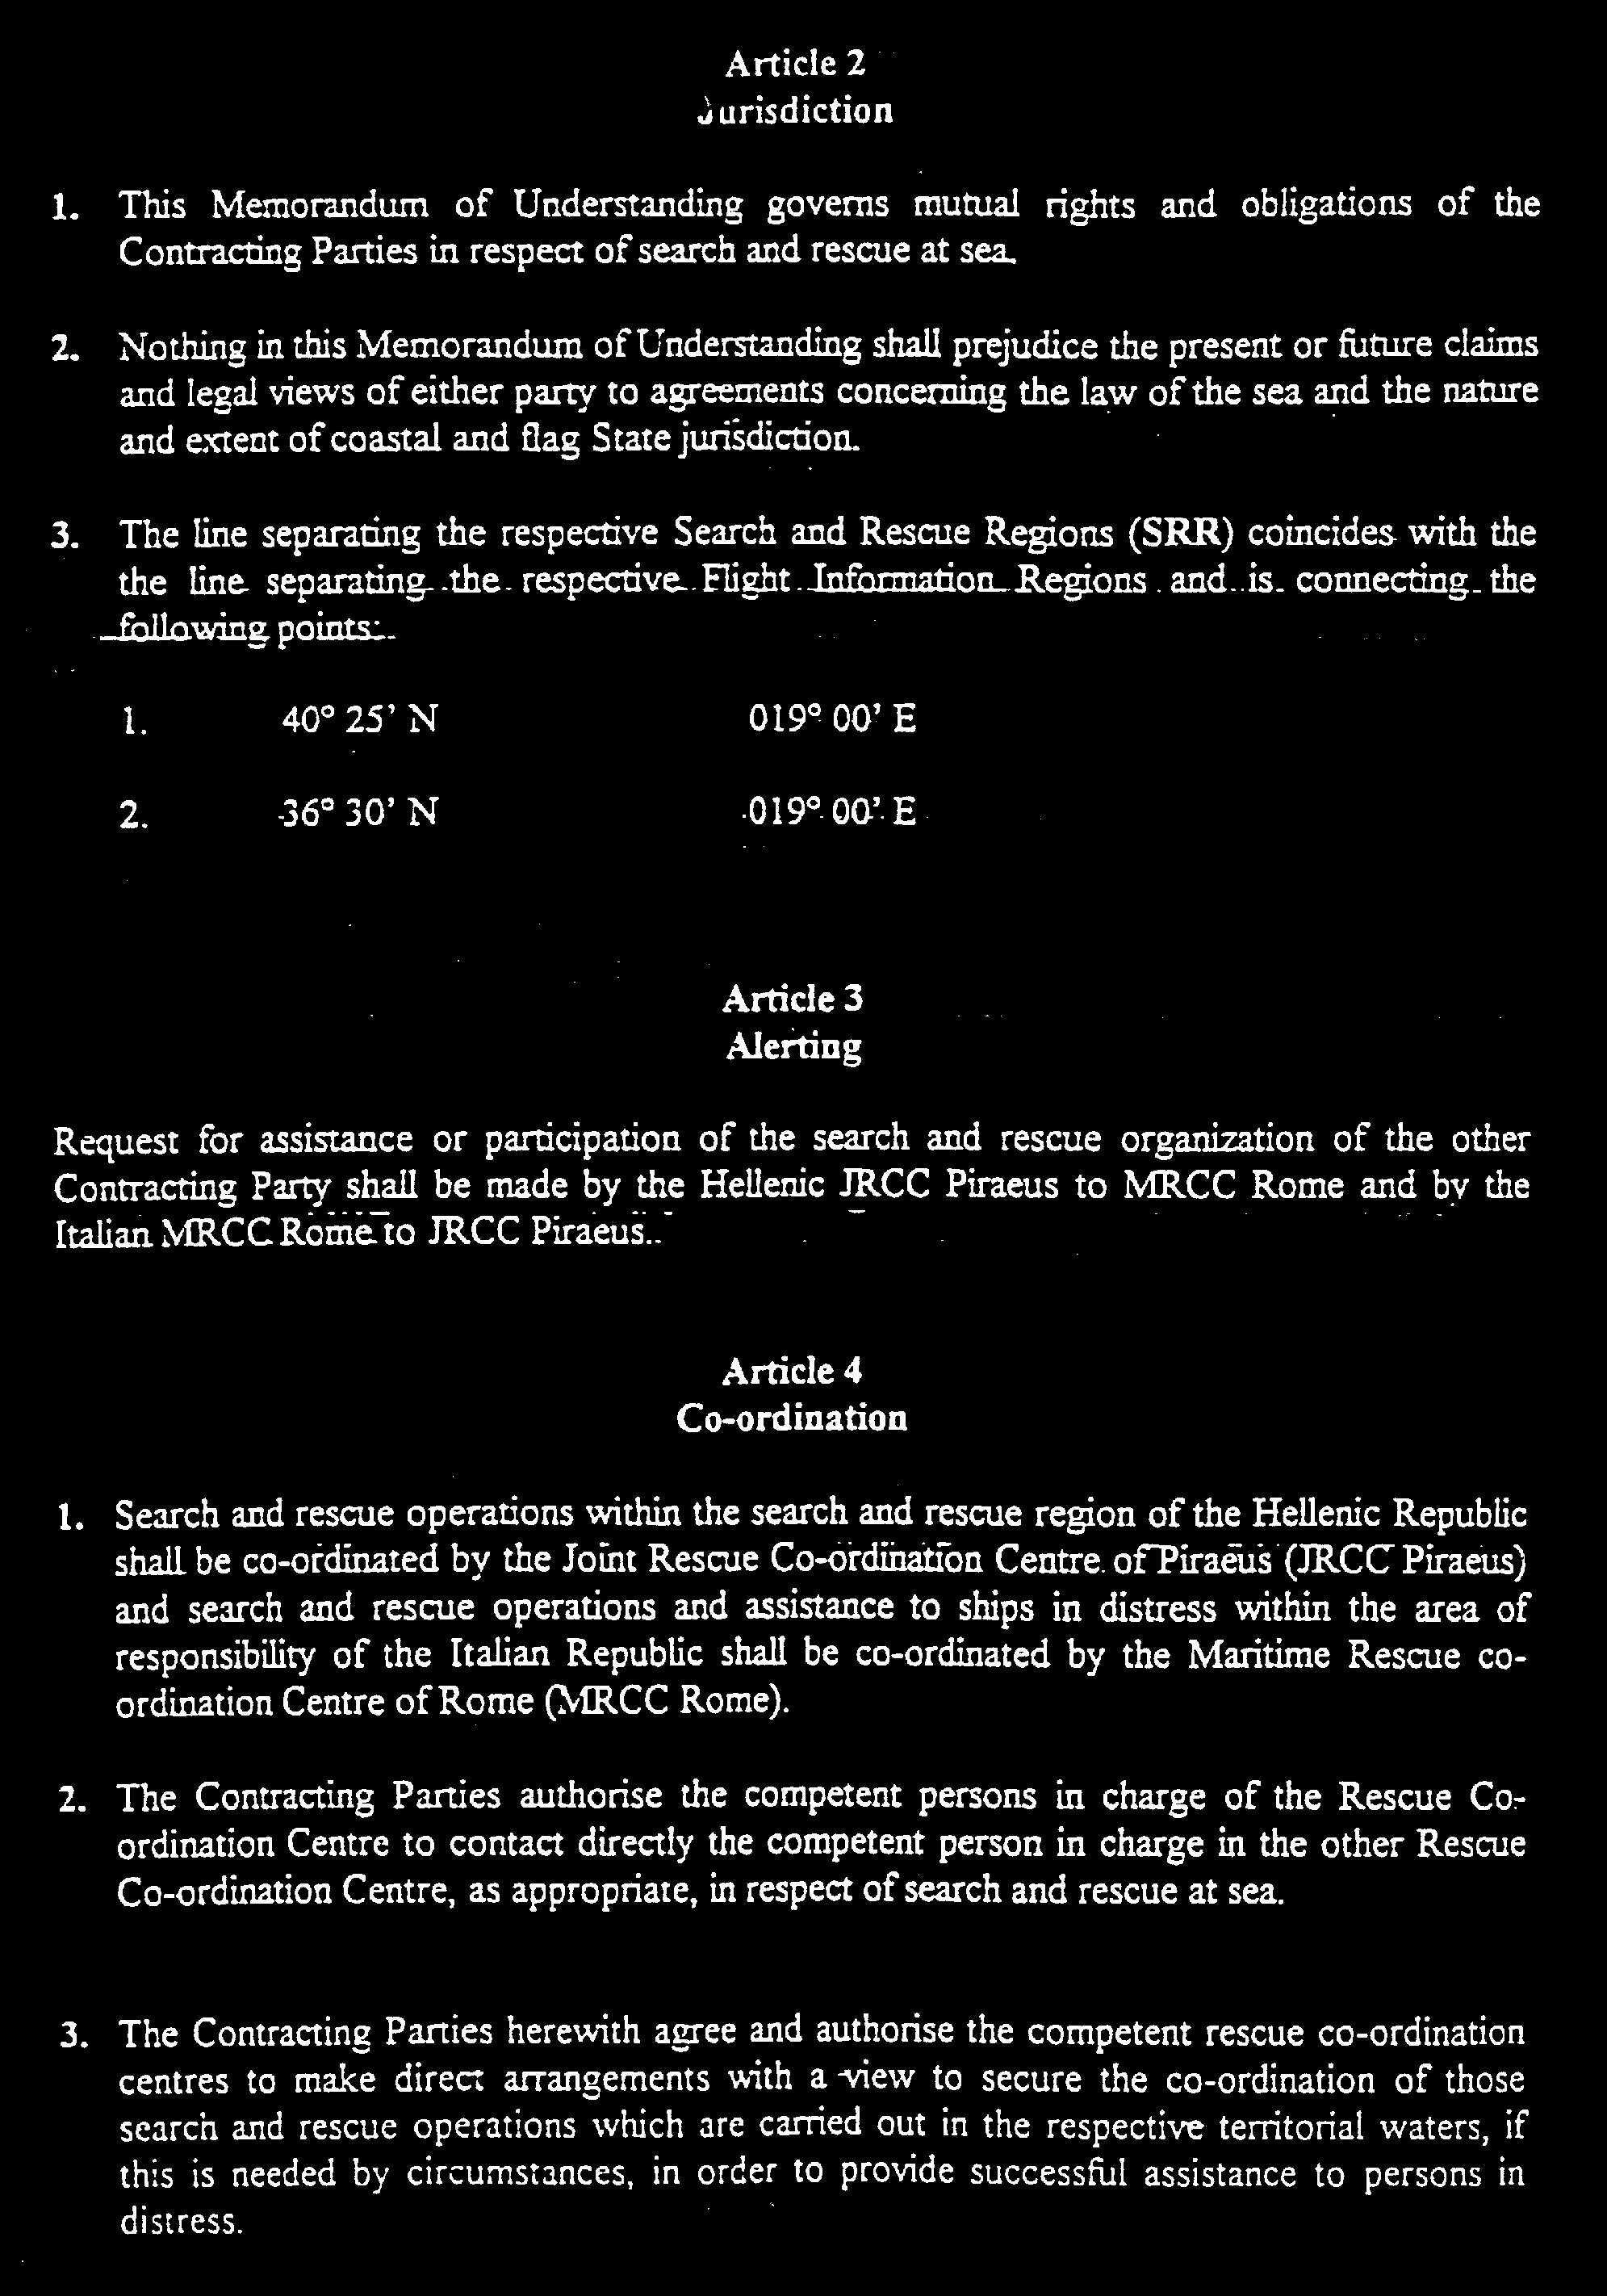 Article 2
Jurisdiction
1. This Memorandum of Understanding governs mutual rights and obligations of the
Contracting Parties in respect of search and rescue at sea.
2. Nothing in this Memorandum of Understanding shall prejudice the present or future claims
and legal views of either party to agreements concerning the law of the sea and the nature
and extent of coastal and flag State jurisdiction.
3. The line separating the respective Search and Rescue Regions (SRR) coincides with the
the line separating the respective Flight Information Regions and is connecting the
following points:
1. 40° 25' N 019° 00' E
2. 36° 30' N 019° 00' E
Article 3
Alerting
Request for assistance or participation of the search and rescue organization of the other
Contracting Party shall be made by the Hellenic JRCC Piraeus to MRCC Rome and by the
Italian MRCC Rome to JRCC Piraeus.
Article 4
Co-ordination
1. Search and rescue operations within the search and rescue region of the Hellenic Republic
shall be co-ordinated by the Joint Rescue Co-ordination Centre of Piraeus (JRCC Piraeus)
and search and rescue operations and assistance to ships in distress within the area of
responsibility of the Italian Republic shall be co-ordinated by the Maritime Rescue co-
ordination Centre of Rome (MRCC Rome).
2. The Contracting Parties authorise the competent persons in charge of the Rescue Co-
ordination Centre to contact directly the competent person in charge in the other Rescue
Co-ordination Centre, as appropriate, in respect of search and rescue at sea.
3. The Contracting Parties herewith agree and authorise the competent rescue co-ordination
centres to make direct arrangements with a view to secure the co-ordination of those
search and rescue operations which are carried out in the respective territorial waters, if
this is needed by circumstances, in order to provide successful assistance to persons in
distress.